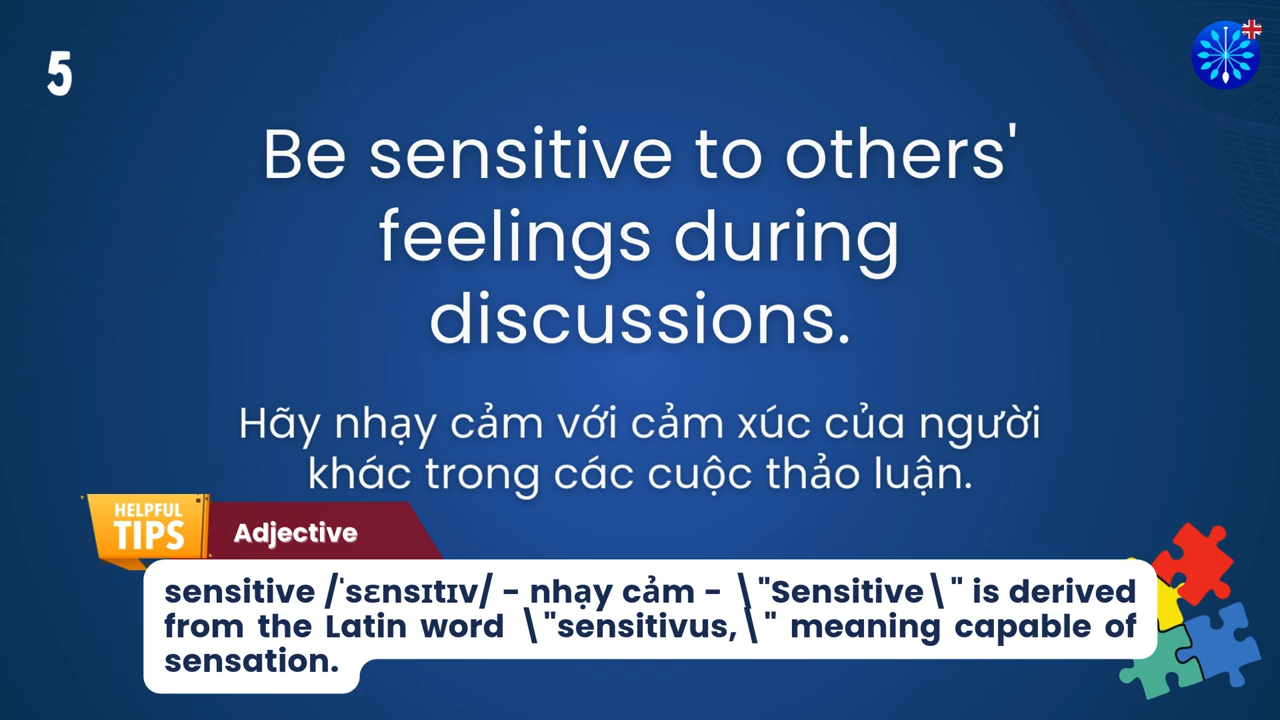 5
Be sensitive to others'
feelings during
discussions.
Hãy nhạy cảm với cảm xúc của người
khác trong các cuộc thảo luận.
HELPFUL
TIPS
Adjective
sensitive /ˈsɛnsɪtɪv/ - nhạy cảm - \"Sensitive\" is derived
from the Latin word \"sensitivus,\" meaning capable of
sensation.